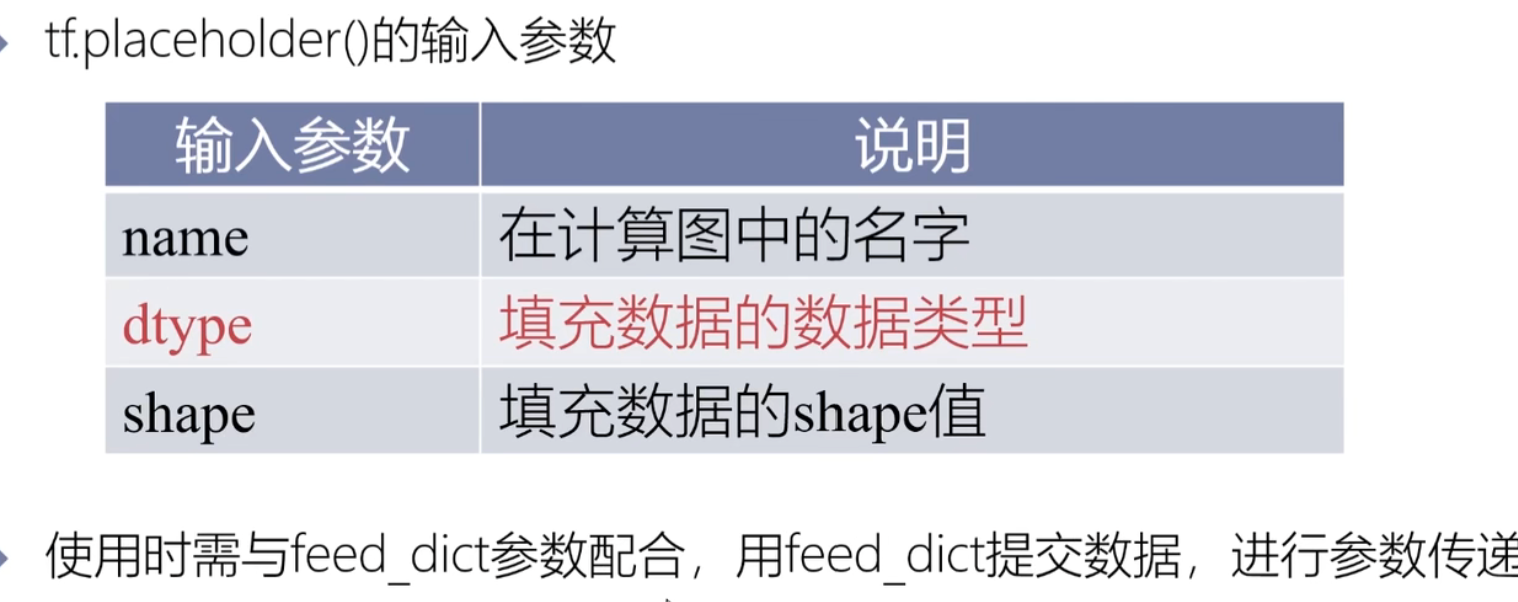 tf.placeholder()的输入参数
输入参数 说明
name 在计算图中的名字
dtype 填充数据的数据类型
shape 填充数据的shape值
使用时需与feed_dict参数配合，用feed_dict提交数据，进行参数传递